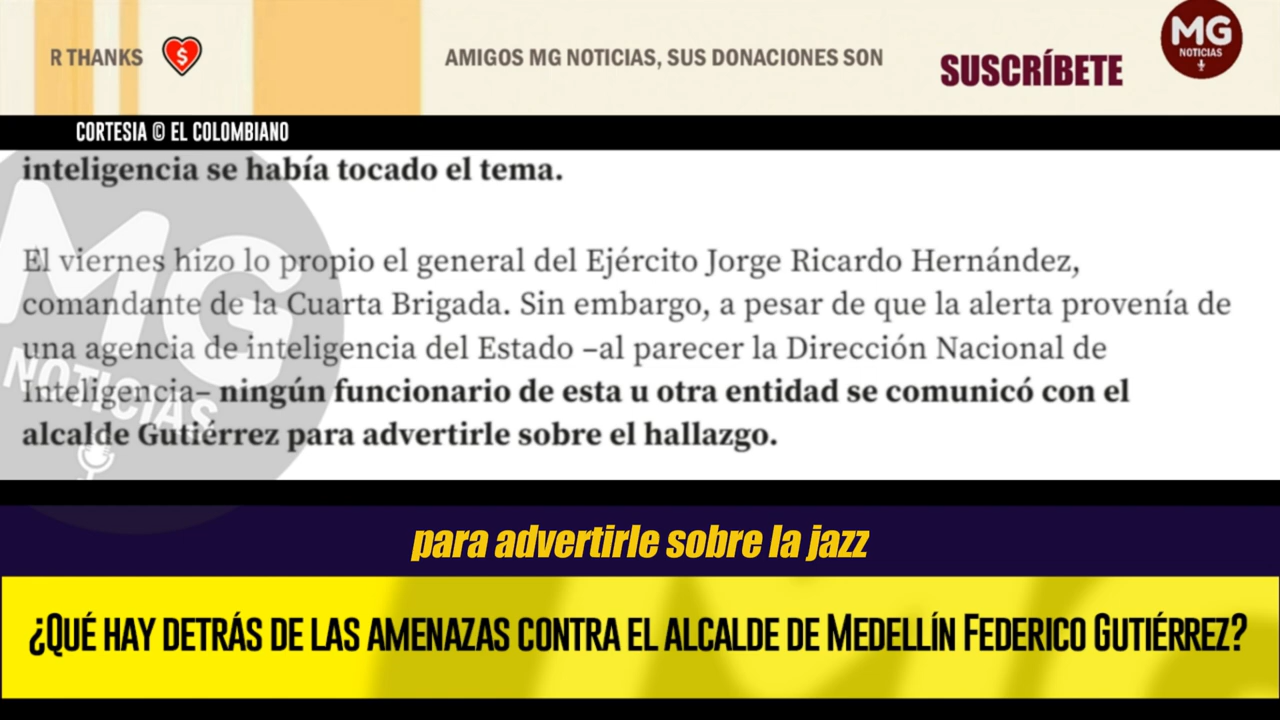 R THANKS
AMIGOS MG NOTICIAS, SUS DONACIONES SON
SUSCRÍBETE
MG
NOTICIAS
CORTESIA © EL COLOMBIANO
inteligencia se había tocado el tema.
El viernes hizo lo propio el general del Ejército Jorge Ricardo Hernández,
comandante de la Cuarta Brigada. Sin embargo, a pesar de que la alerta provenía de
una agencia de inteligencia del Estado –al parecer la Dirección Nacional de
Inteligencia– ningún funcionario de esta u otra entidad se comunicó con el
alcalde Gutiérrez para advertirle sobre el hallazgo.
MG
NOTICIAS
para advertirle sobre la jazz
¿QUÉ HAY DETRÁS DE LAS AMENAZAS CONTRA EL ALCALDE DE MEDELLÍN FEDERICO GUTIÉRREZ?